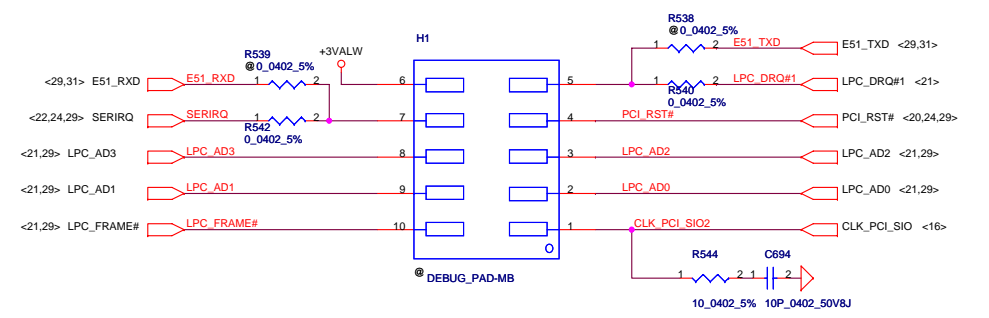 R538
@0_0402_5%
1 2 E51_TXD E51_TXD <29,31>
H1
+3VALW
R539
@0_0402_5%
<29,31> E51_RXD E51_RXD 1 2 6 5 1 2 LPC_DRQ#1 LPC_DRQ#1 <21>
R540
0_0402_5%
<22,24,29> SERIRQ SERIRQ 1 2 7 4 PCI_RST# PCI_RST# <20,24,29>
R542
0_0402_5%
<21,29> LPC_AD3 LPC_AD3 8 3 LPC_AD2 LPC_AD2 <21,29>
<21,29> LPC_AD1 LPC_AD1 9 2 LPC_AD0 LPC_AD0 <21,29>
<21,29> LPC_FRAME# LPC_FRAME# 10 1 CLK_PCI_SIO2 CLK_PCI_SIO <16>
R544 C694
@ DEBUG_PAD-MB 1 2 1 2
10_0402_5% 10P_0402_50V8J